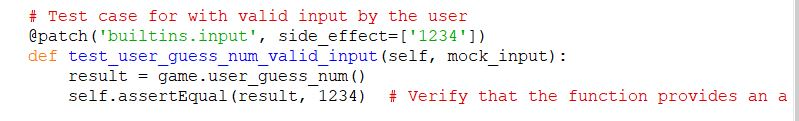 # Test case for with valid input by the user
@patch('builtins.input', side_effect=['1234'])
def test_user_guess_num_valid_input(self, mock_input):
result = game.user_guess_num()
self.assertEqual(result, 1234)  # Verify that the function provides an a